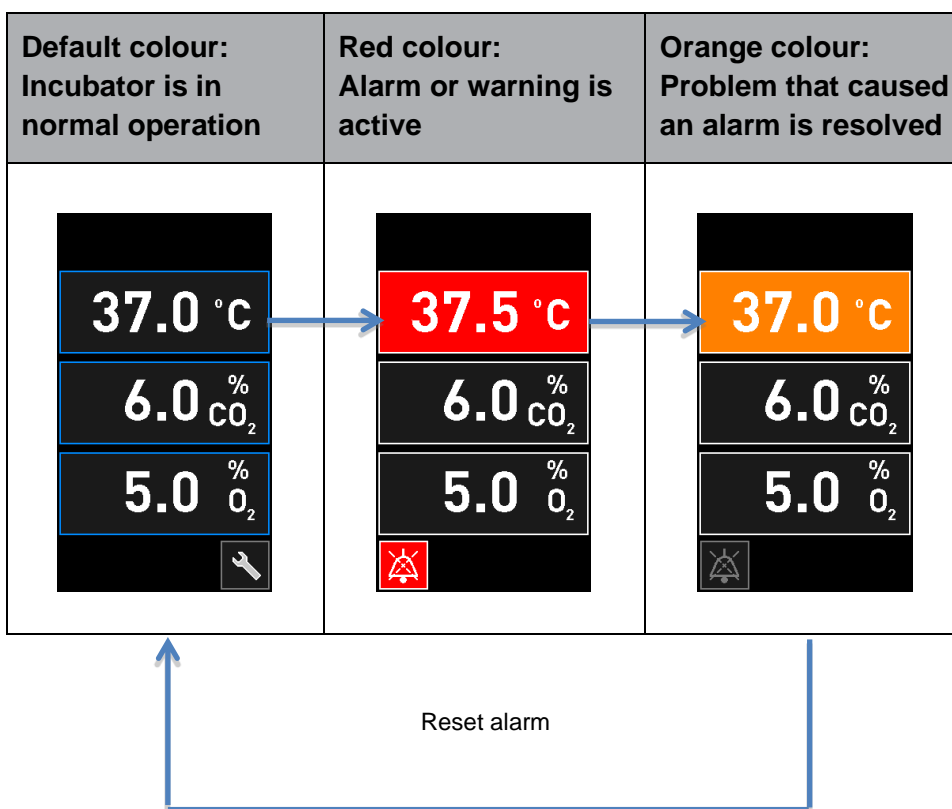 Default colour:
Incubator is in
normal operation
Red colour:
Alarm or warning is
active
Orange colour:
Problem that caused
an alarm is resolved
37.0 °C
6.0 % CO₂
5.0 % O₂
37.5 °C
6.0 % CO₂
5.0 % O₂
37.0 °C
6.0 % CO₂
5.0 % O₂
Reset alarm